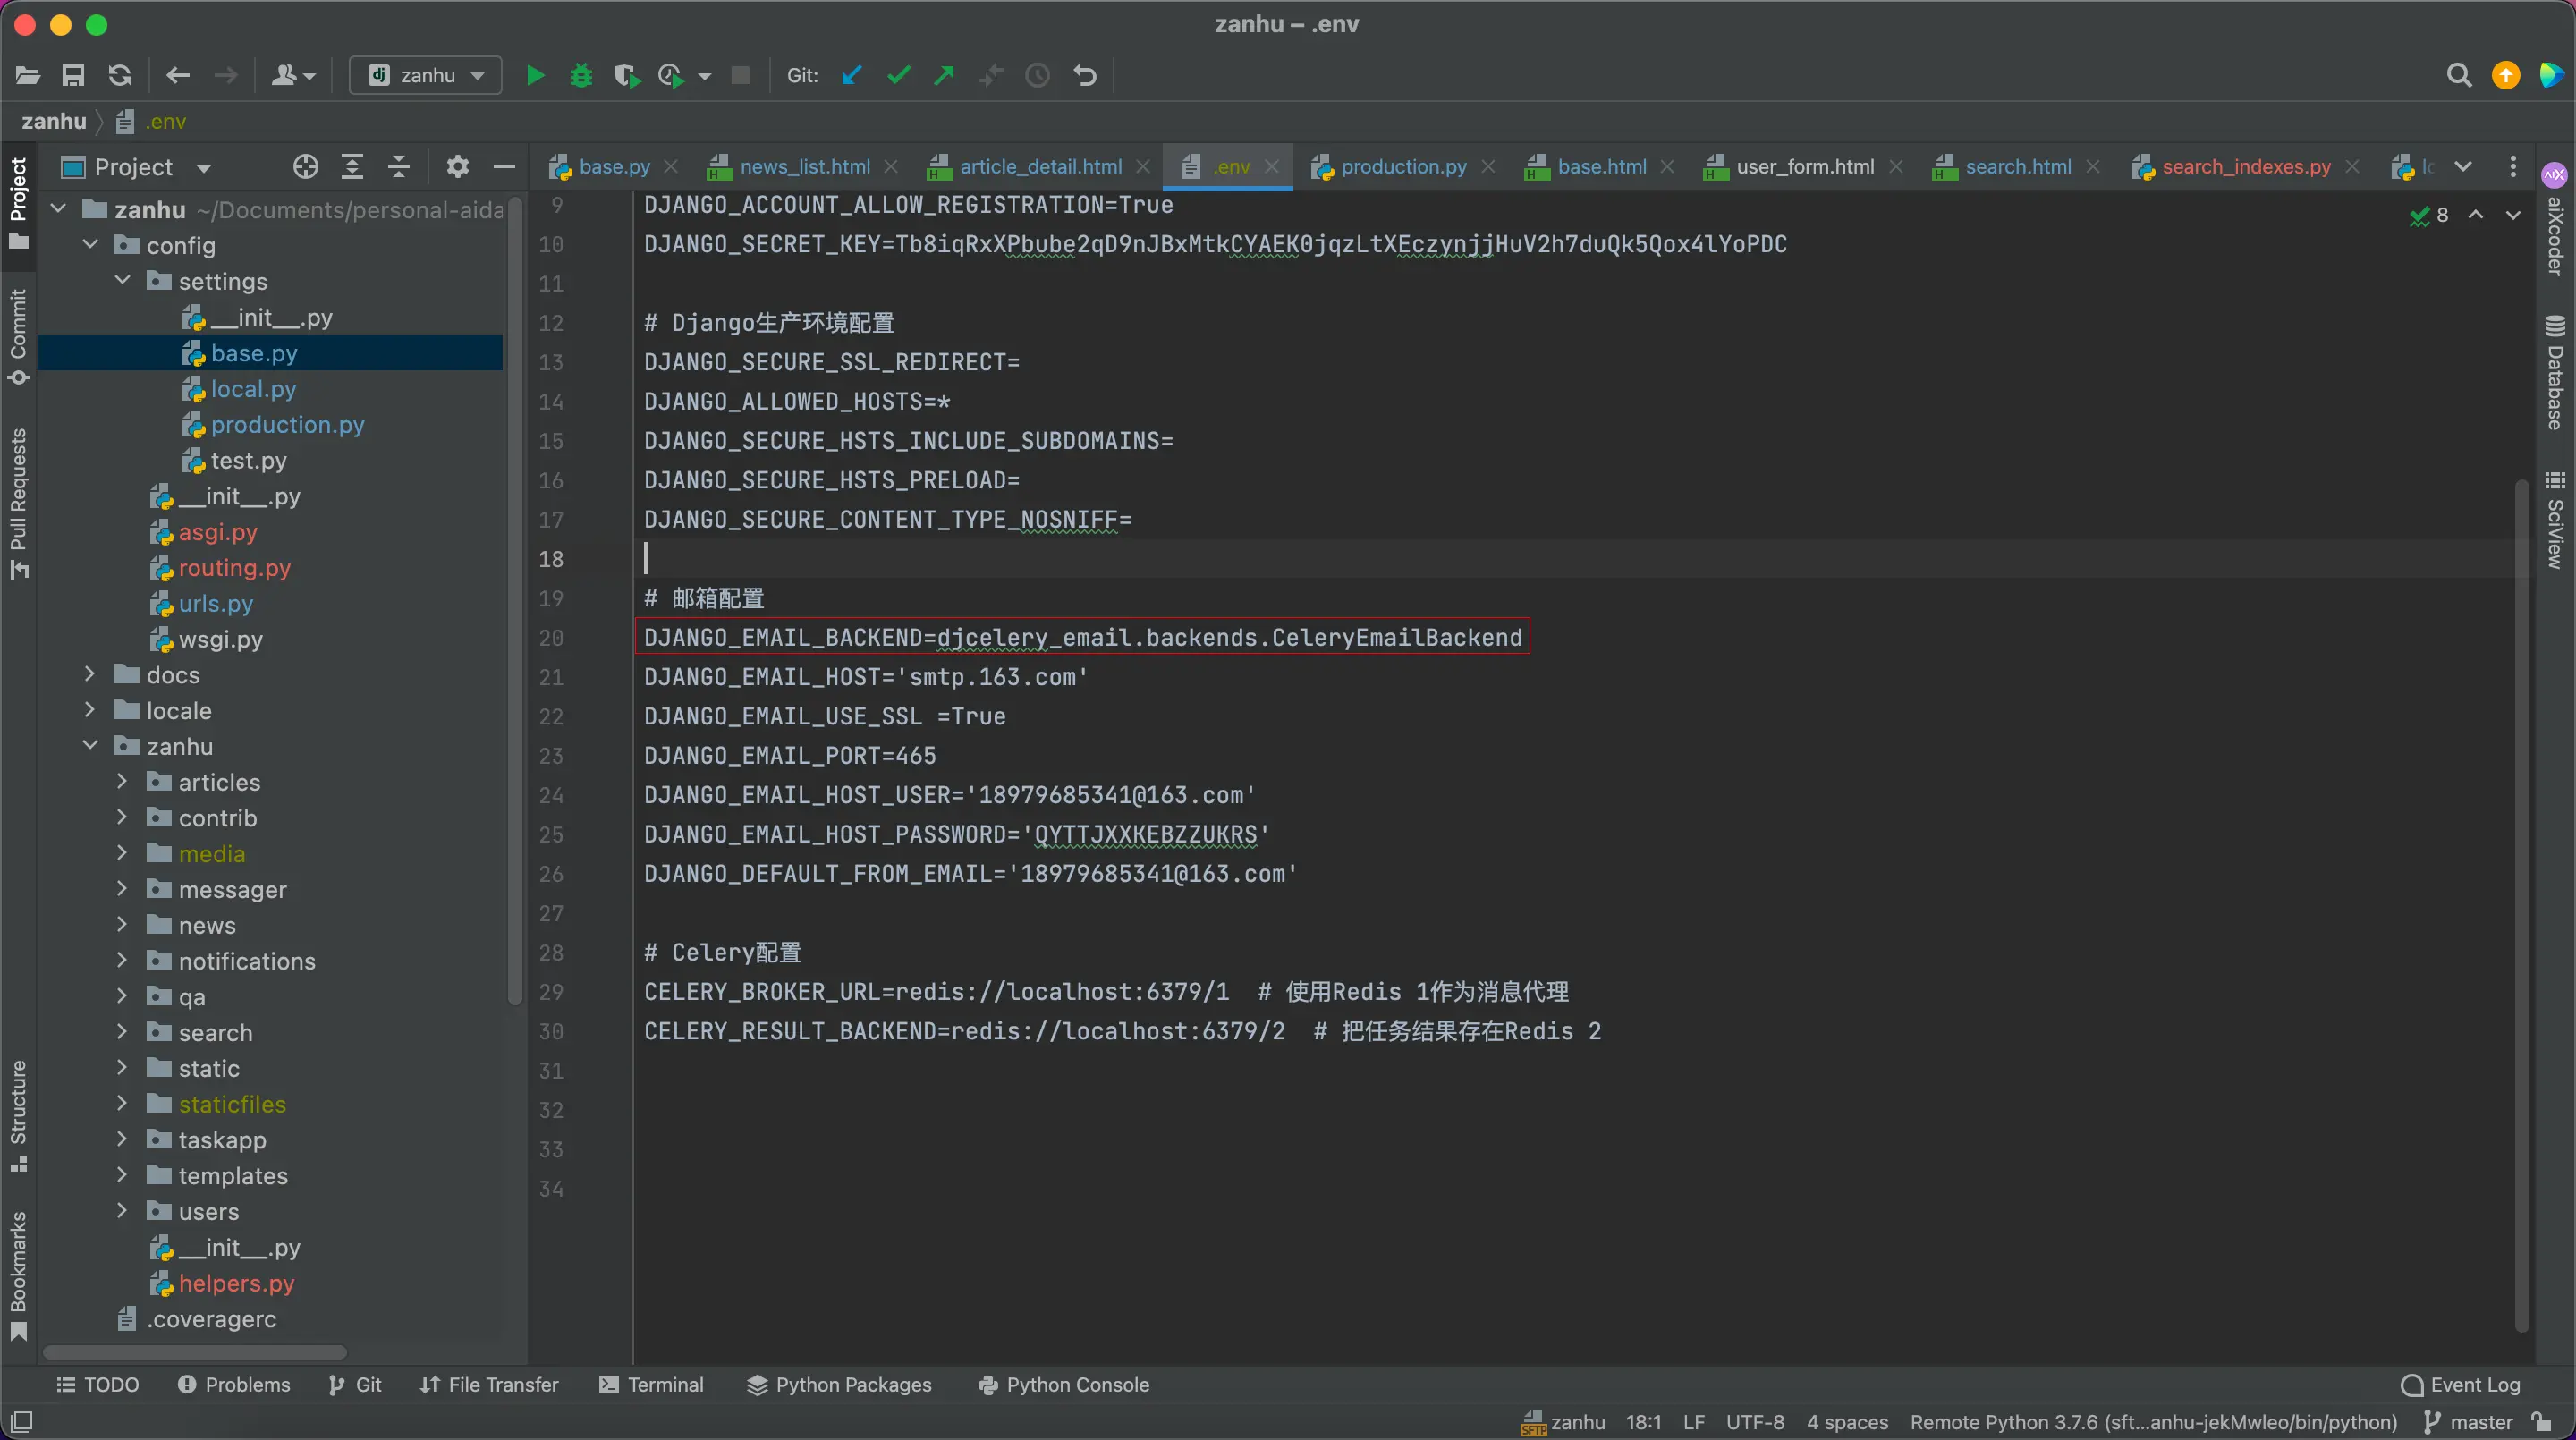 zanhu – .env
zanhu
Git:
zanhu
.env
Project
base.py
news_list.html
article_detail.html
.env
production.py
base.html
user_form.html
search.html
search_indexes.py
Project
Commit
Pull Requests
Structure
Bookmarks
zanhu ~/Documents/personal-aida
config
settings
__init__.py
base.py
local.py
production.py
test.py
__init__.py
asgi.py
routing.py
urls.py
wsgi.py
docs
locale
zanhu
articles
contrib
media
messager
news
notifications
qa
search
static
staticfiles
taskapp
templates
users
__init__.py
helpers.py
.coveragerc
9 DJANGO_ACCOUNT_ALLOW_REGISTRATION=True
10 DJANGO_SECRET_KEY=Tb8iqRxXPbube2qD9nJBxMtkCYAEK0jqzLtXEczynjjHuV2h7duQk5Qox4lYoPDC
11
12 # Django生产环境配置
13 DJANGO_SECURE_SSL_REDIRECT=
14 DJANGO_ALLOWED_HOSTS=*
15 DJANGO_SECURE_HSTS_INCLUDE_SUBDOMAINS=
16 DJANGO_SECURE_HSTS_PRELOAD=
17 DJANGO_SECURE_CONTENT_TYPE_NOSNIFF=
18
19 # 邮箱配置
20 DJANGO_EMAIL_BACKEND=djcelery_email.backends.CeleryEmailBackend
21 DJANGO_EMAIL_HOST='smtp.163.com'
22 DJANGO_EMAIL_USE_SSL =True
23 DJANGO_EMAIL_PORT=465
24 DJANGO_EMAIL_HOST_USER='18979685341@163.com'
25 DJANGO_EMAIL_HOST_PASSWORD='QYTTJXXKEBZZUKRS'
26 DJANGO_DEFAULT_FROM_EMAIL='18979685341@163.com'
27
28 # Celery配置
29 CELERY_BROKER_URL=redis://localhost:6379/1 # 使用Redis 1作为消息代理
30 CELERY_RESULT_BACKEND=redis://localhost:6379/2 # 把任务结果存在Redis 2
31
32
33
34
8
aiXcoder
Database
SciView
TODO
Problems
Git
File Transfer
Terminal
Python Packages
Python Console
Event Log
zanhu
18:1
LF
UTF-8
4 spaces
Remote Python 3.7.6 (sft...anhu-jekMwleo/bin/python)
master